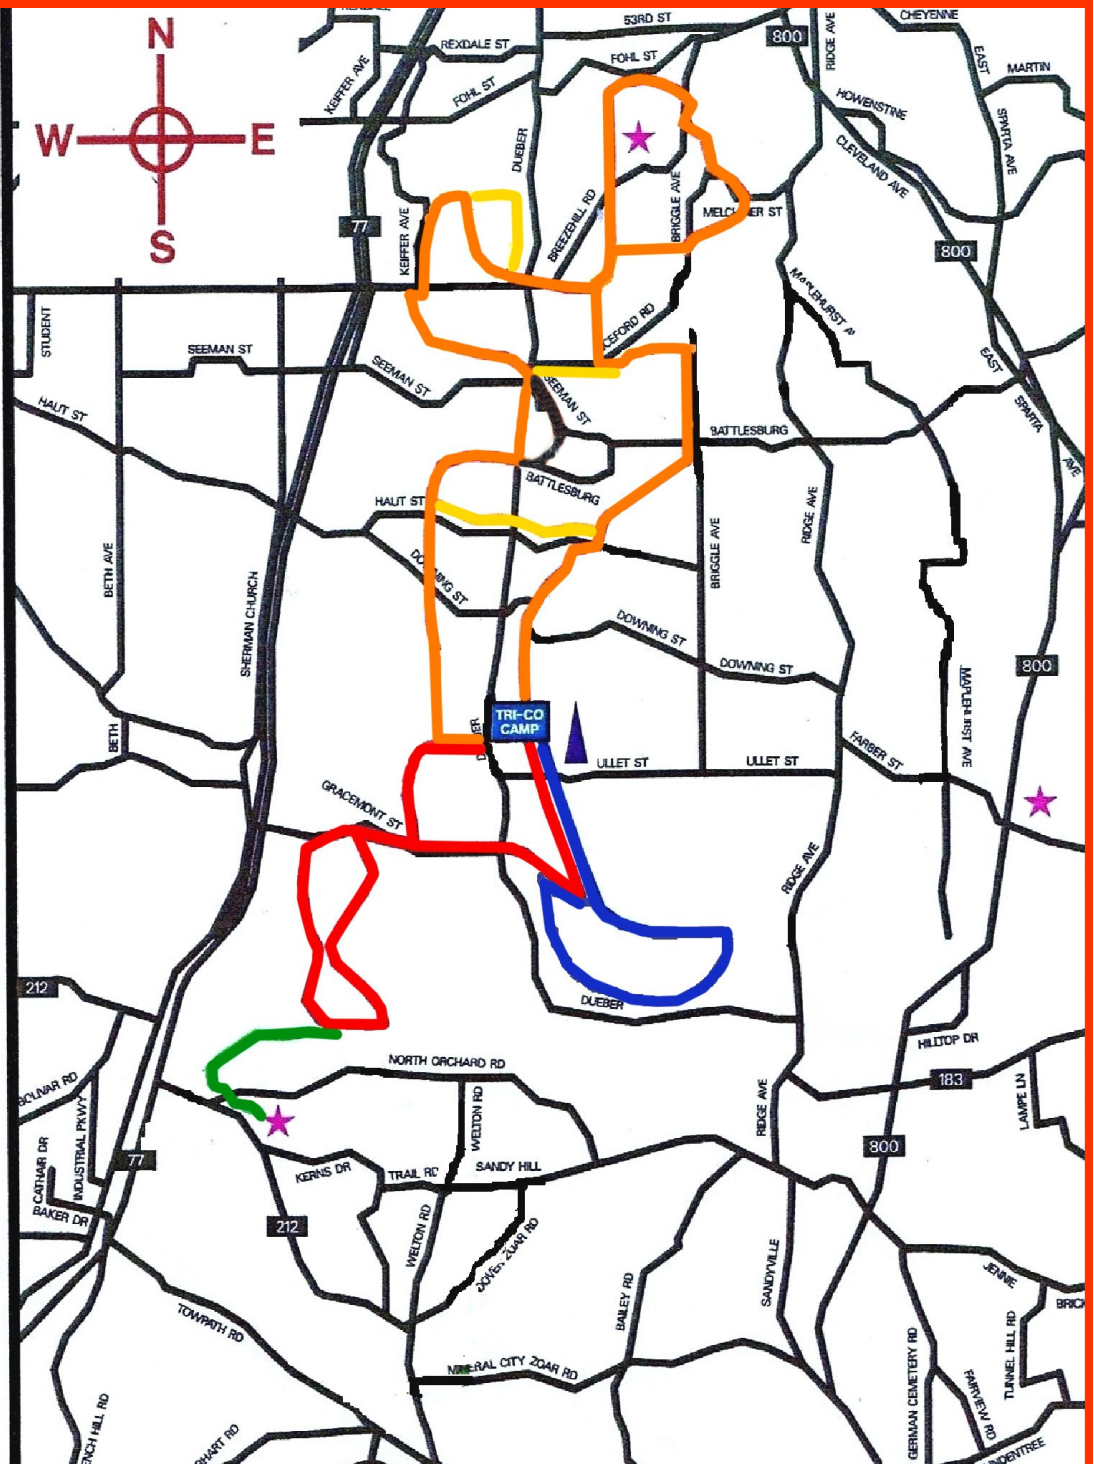 N
W E
S
53RD ST
REXDALE ST
FOHL ST
FOHL ST
KEIFFER AVE
DUEBER
800
RIDGE AVE
CHEYENNE
EAST
MARTIN
HOWENSTINE
SPARTA AVE
CLEVELAND AVE
BREEZEHILL RD
BRIGGLE AVE
77
KEIFFER AVE
800
STUDENT
SEEMAN ST
SEEMAN ST
SEEMAN ST
HAUT ST
EAST
SPARTA
AVE
BATTLESBURG
BATTLESBURG
HAUT ST
RIDGE AVE
BRIGGLE AVE
BETH AVE
SHERMAN CHURCH
DOWNING ST
DOWNING ST
800
MAPLEHURST AVE
BETH
TRI-CO
CAMP
ULLET ST
ULLET ST
FARBER ST
GRACEMONT ST
RIDGE AVE
212
DUEBER
HILLTOP DR
NORTH ORCHARD RD
183
BOLIVAR RD
INDUSTRIAL PKWY
WELTON RD
RIDGE AVE
LAMPE LN
800
CATHAIR DR
77
KERNS DR
TRAIL RD
SANDY HILL
BAKER DR
212
WELTON RD
SANDYVILLE
JENNIE
TOWPATH RD
BAILEY RD
GERMAN CEMETERY RD
TUNNEL HILL RD
FAIRVIEW RD